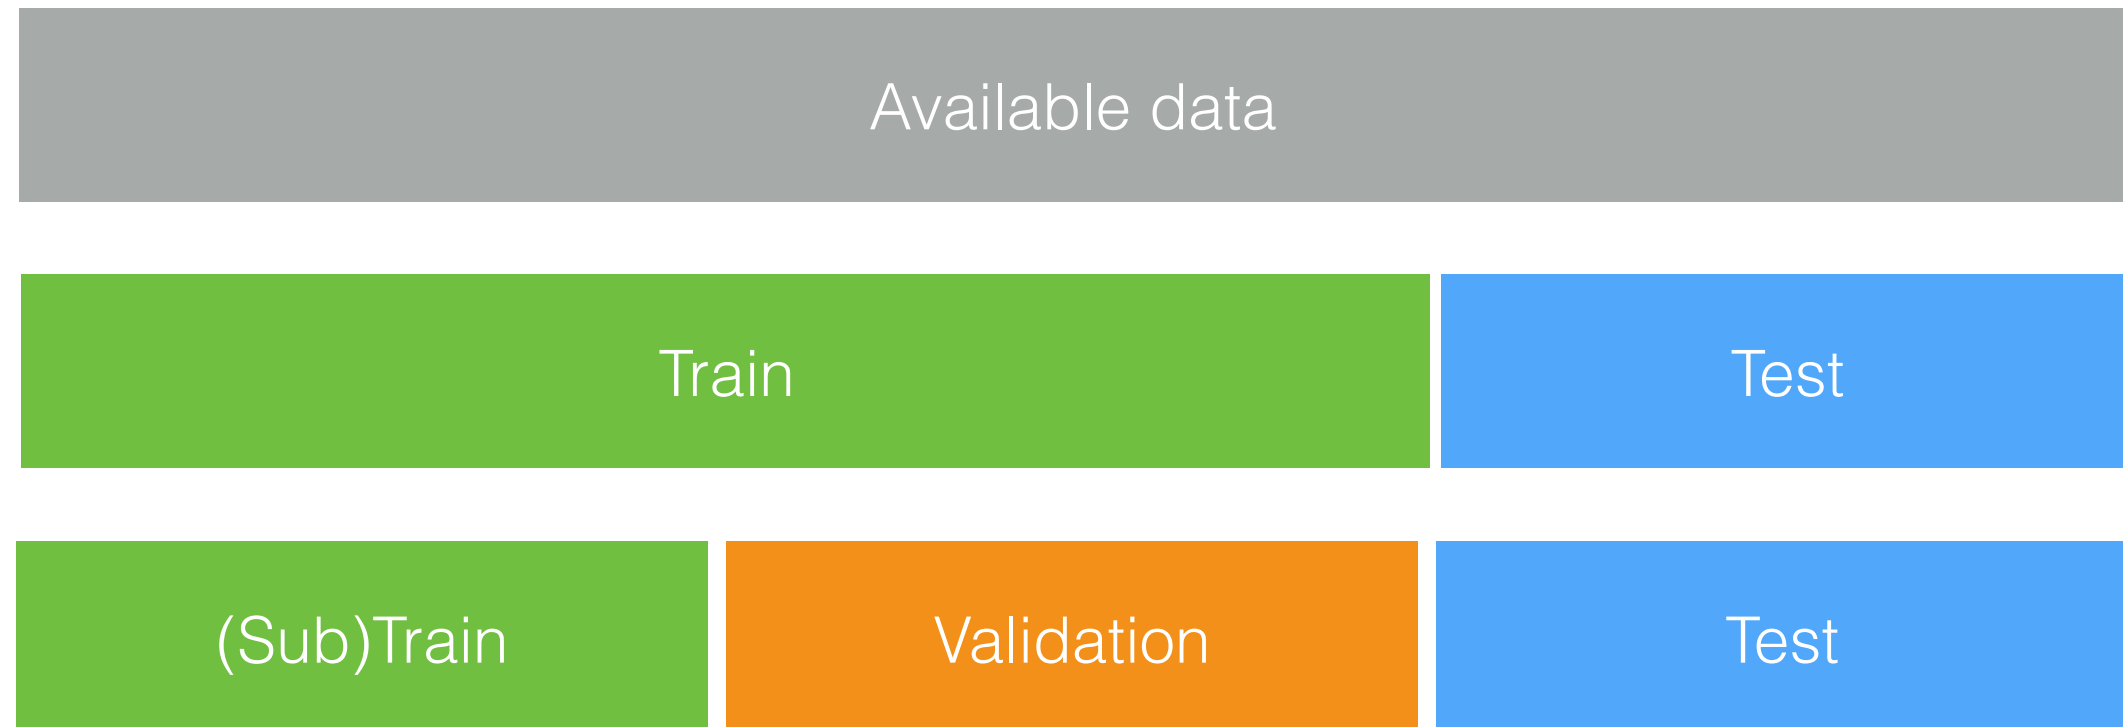 Available data
Train
Test
(Sub)Train
Validation
Test